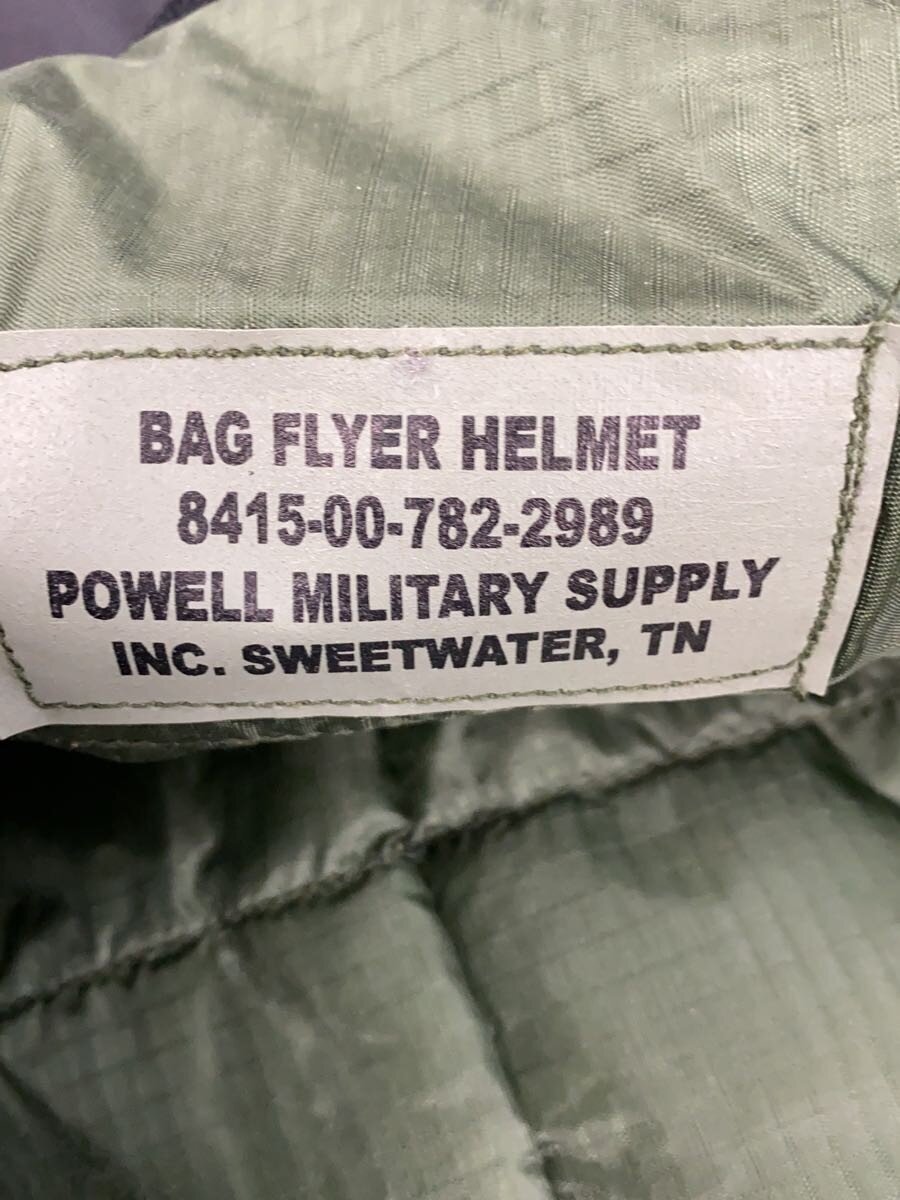 BAG FLYER HELMET
8415-00-782-2989
POWELL MILITARY SUPPLY
INC. SWEETWATER, TN